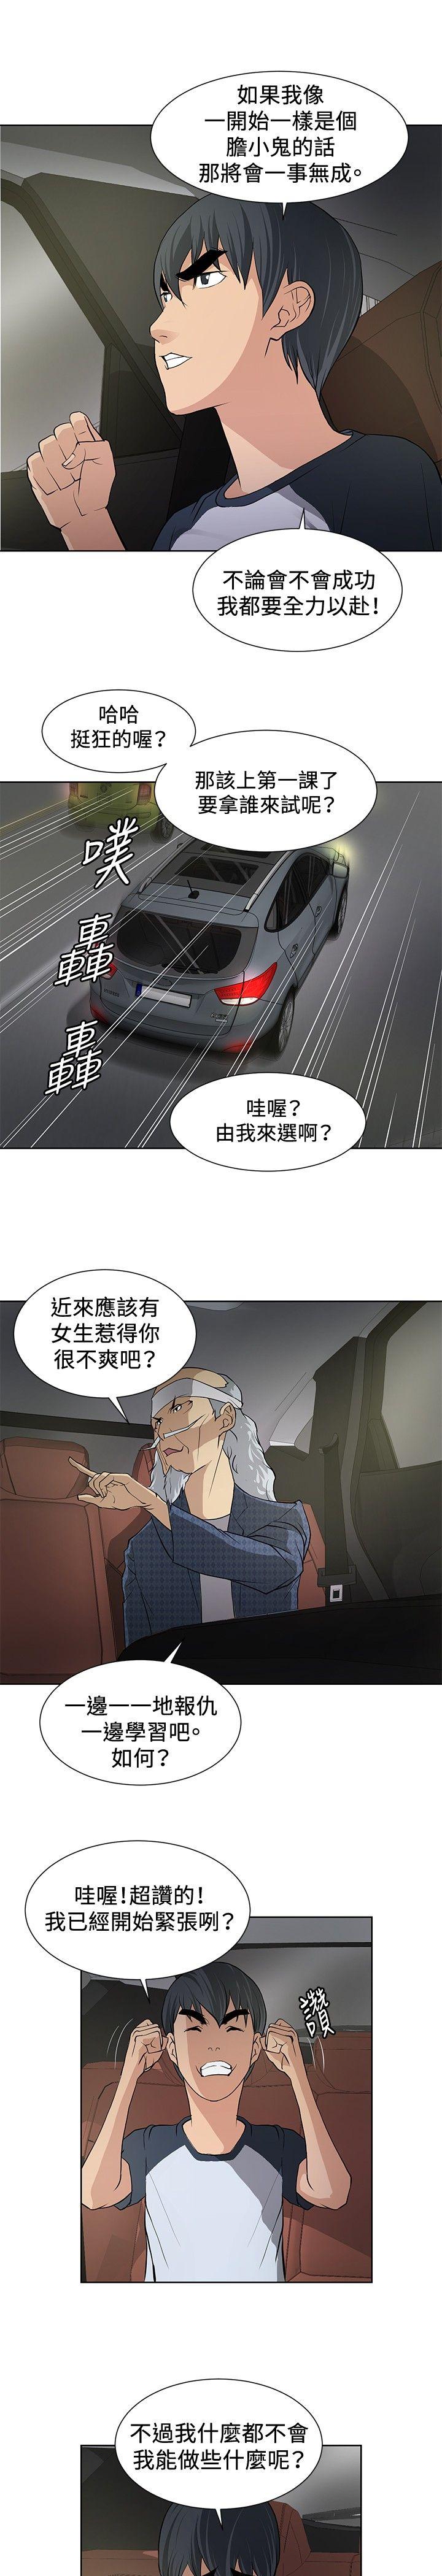 如果我像
一開始一樣是個
膽小鬼的話
那將會一事無成。
不論會不會成功
我都要全力以赴！
哈哈
挺狂的喔？
那該上第一課了
要拿誰來試呢？
噗
轟
轟
哇喔？
由我來選啊？
近來應該有
女生惹得你
很不爽吧？
一邊一一地報仇
一邊學習吧。
如何？
哇喔！超讚的！
我已經開始緊張咧？
讚
不過我什麼都不會
我能做些什麼呢？